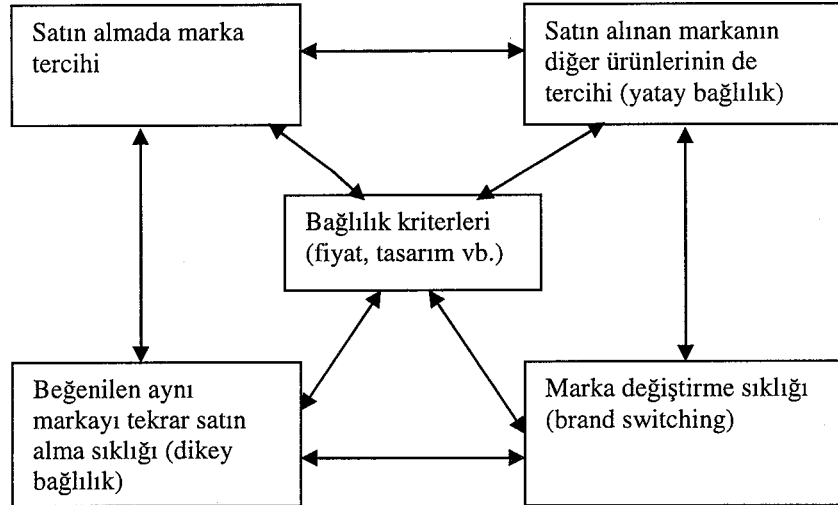 Satın almada marka
tercihi
Satın alınan markanın
diğer ürünlerinin de
tercihi (yatay bağlılık)
Bağlılık kriterleri
(fiyat, tasarım vb.)
Beğenilen aynı
markayı tekrar satın
alma sıklığı (dikey
bağlılık)
Marka değiştirme sıklığı
(brand switching)